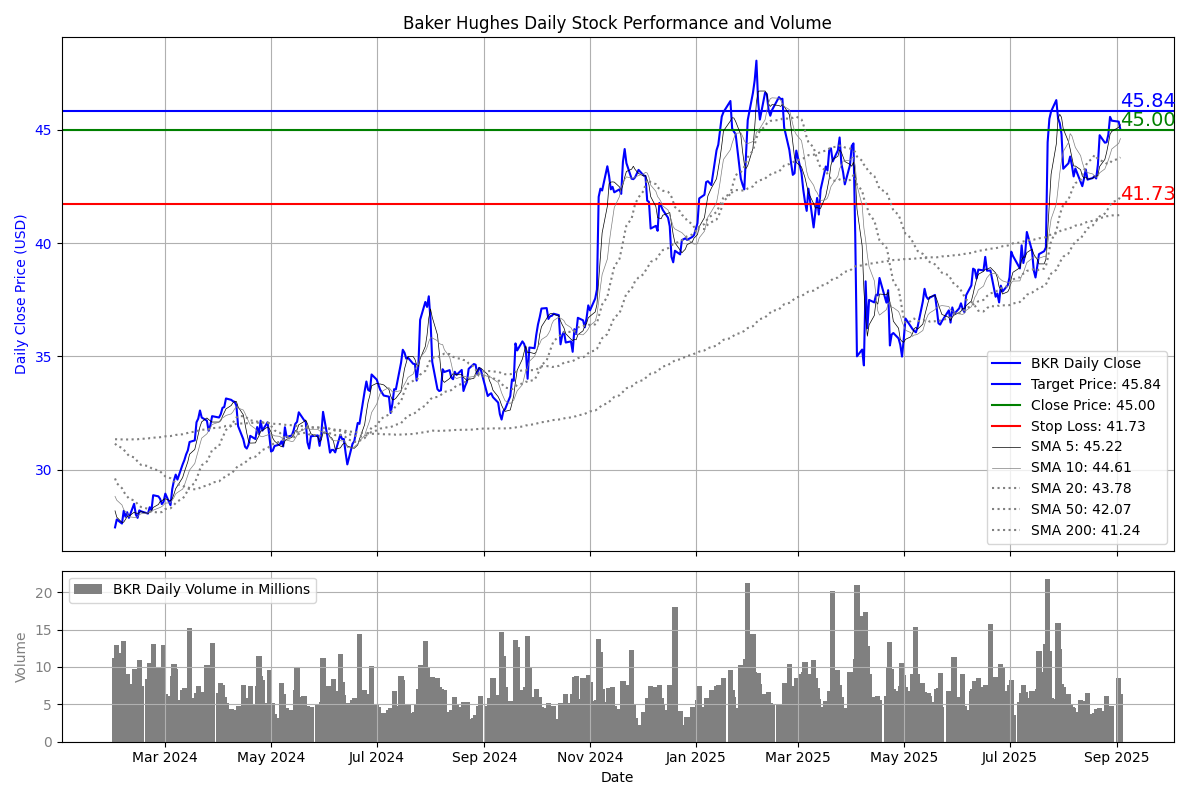 Baker Hughes Daily Stock Performance and Volume
Daily Close Price (USD)
45
40
35
30
45.84
45.00
41.73
BKR Daily Close
Target Price: 45.84
Close Price: 45.00
Stop Loss: 41.73
SMA 5: 45.22
SMA 10: 44.61
SMA 20: 43.78
SMA 50: 42.07
SMA 200: 41.24
Volume
20
15
10
5
0
BKR Daily Volume in Millions
Mar 2024 May 2024 Jul 2024 Sep 2024 Nov 2024 Jan 2025 Mar 2025 May 2025 Jul 2025 Sep 2025
Date